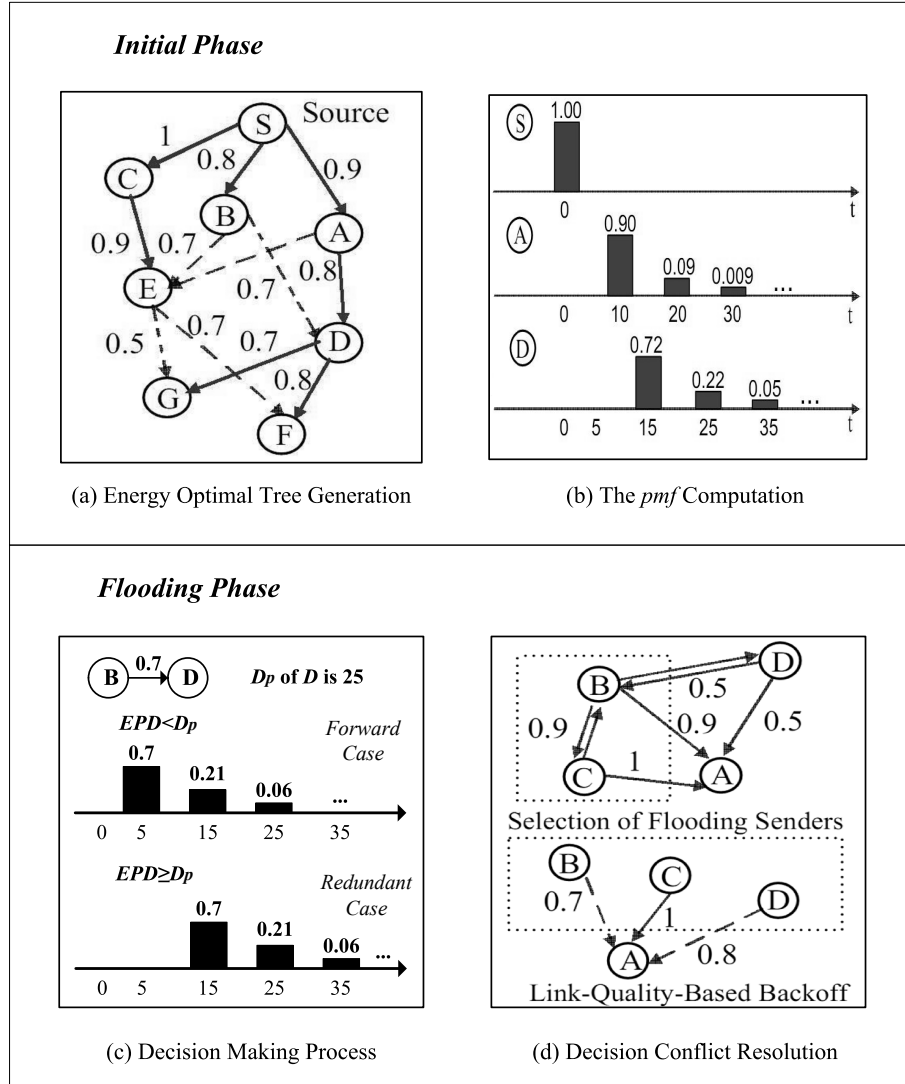 Initial Phase
Source
S
1
0.8
0.9
C
B
A
0.9
0.7
0.8
E
0.7
0.5
0.7
0.7
D
0.8
G
F
(a) Energy Optimal Tree Generation
S
1.00
0
t
A
0.90
0.09
0.009
...
0
10
20
30
t
D
0.72
0.22
0.05
...
0
5
15
25
35
t
(b) The pmf Computation
Flooding Phase
B
0.7
D
Dp of D is 25
EPD<Dp
Forward
Case
0.7
0.21
0.06
...
0
5
15
25
35
EPD≥Dp
Redundant
Case
0.7
0.21
0.06
...
0
5
15
25
35
(c) Decision Making Process
B
D
0.5
0.9
0.9
0.5
C
1
A
Selection of Flooding Senders
B
C
D
0.7
1
0.8
A
Link-Quality-Based Backoff
(d) Decision Conflict Resolution